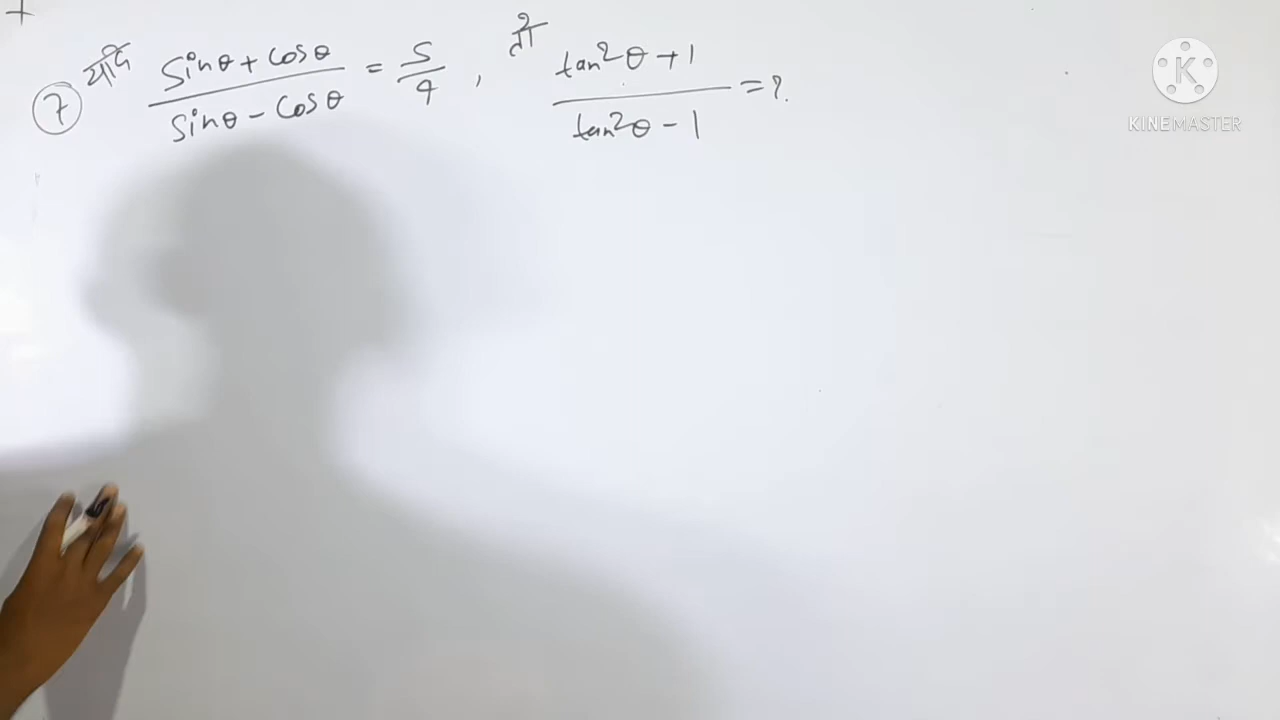 7 यदि sinθ + cosθ / sinθ - cosθ = 5/4 , तो tan²θ + 1 / tan²θ - 1 = ?
K
KINEMASTER